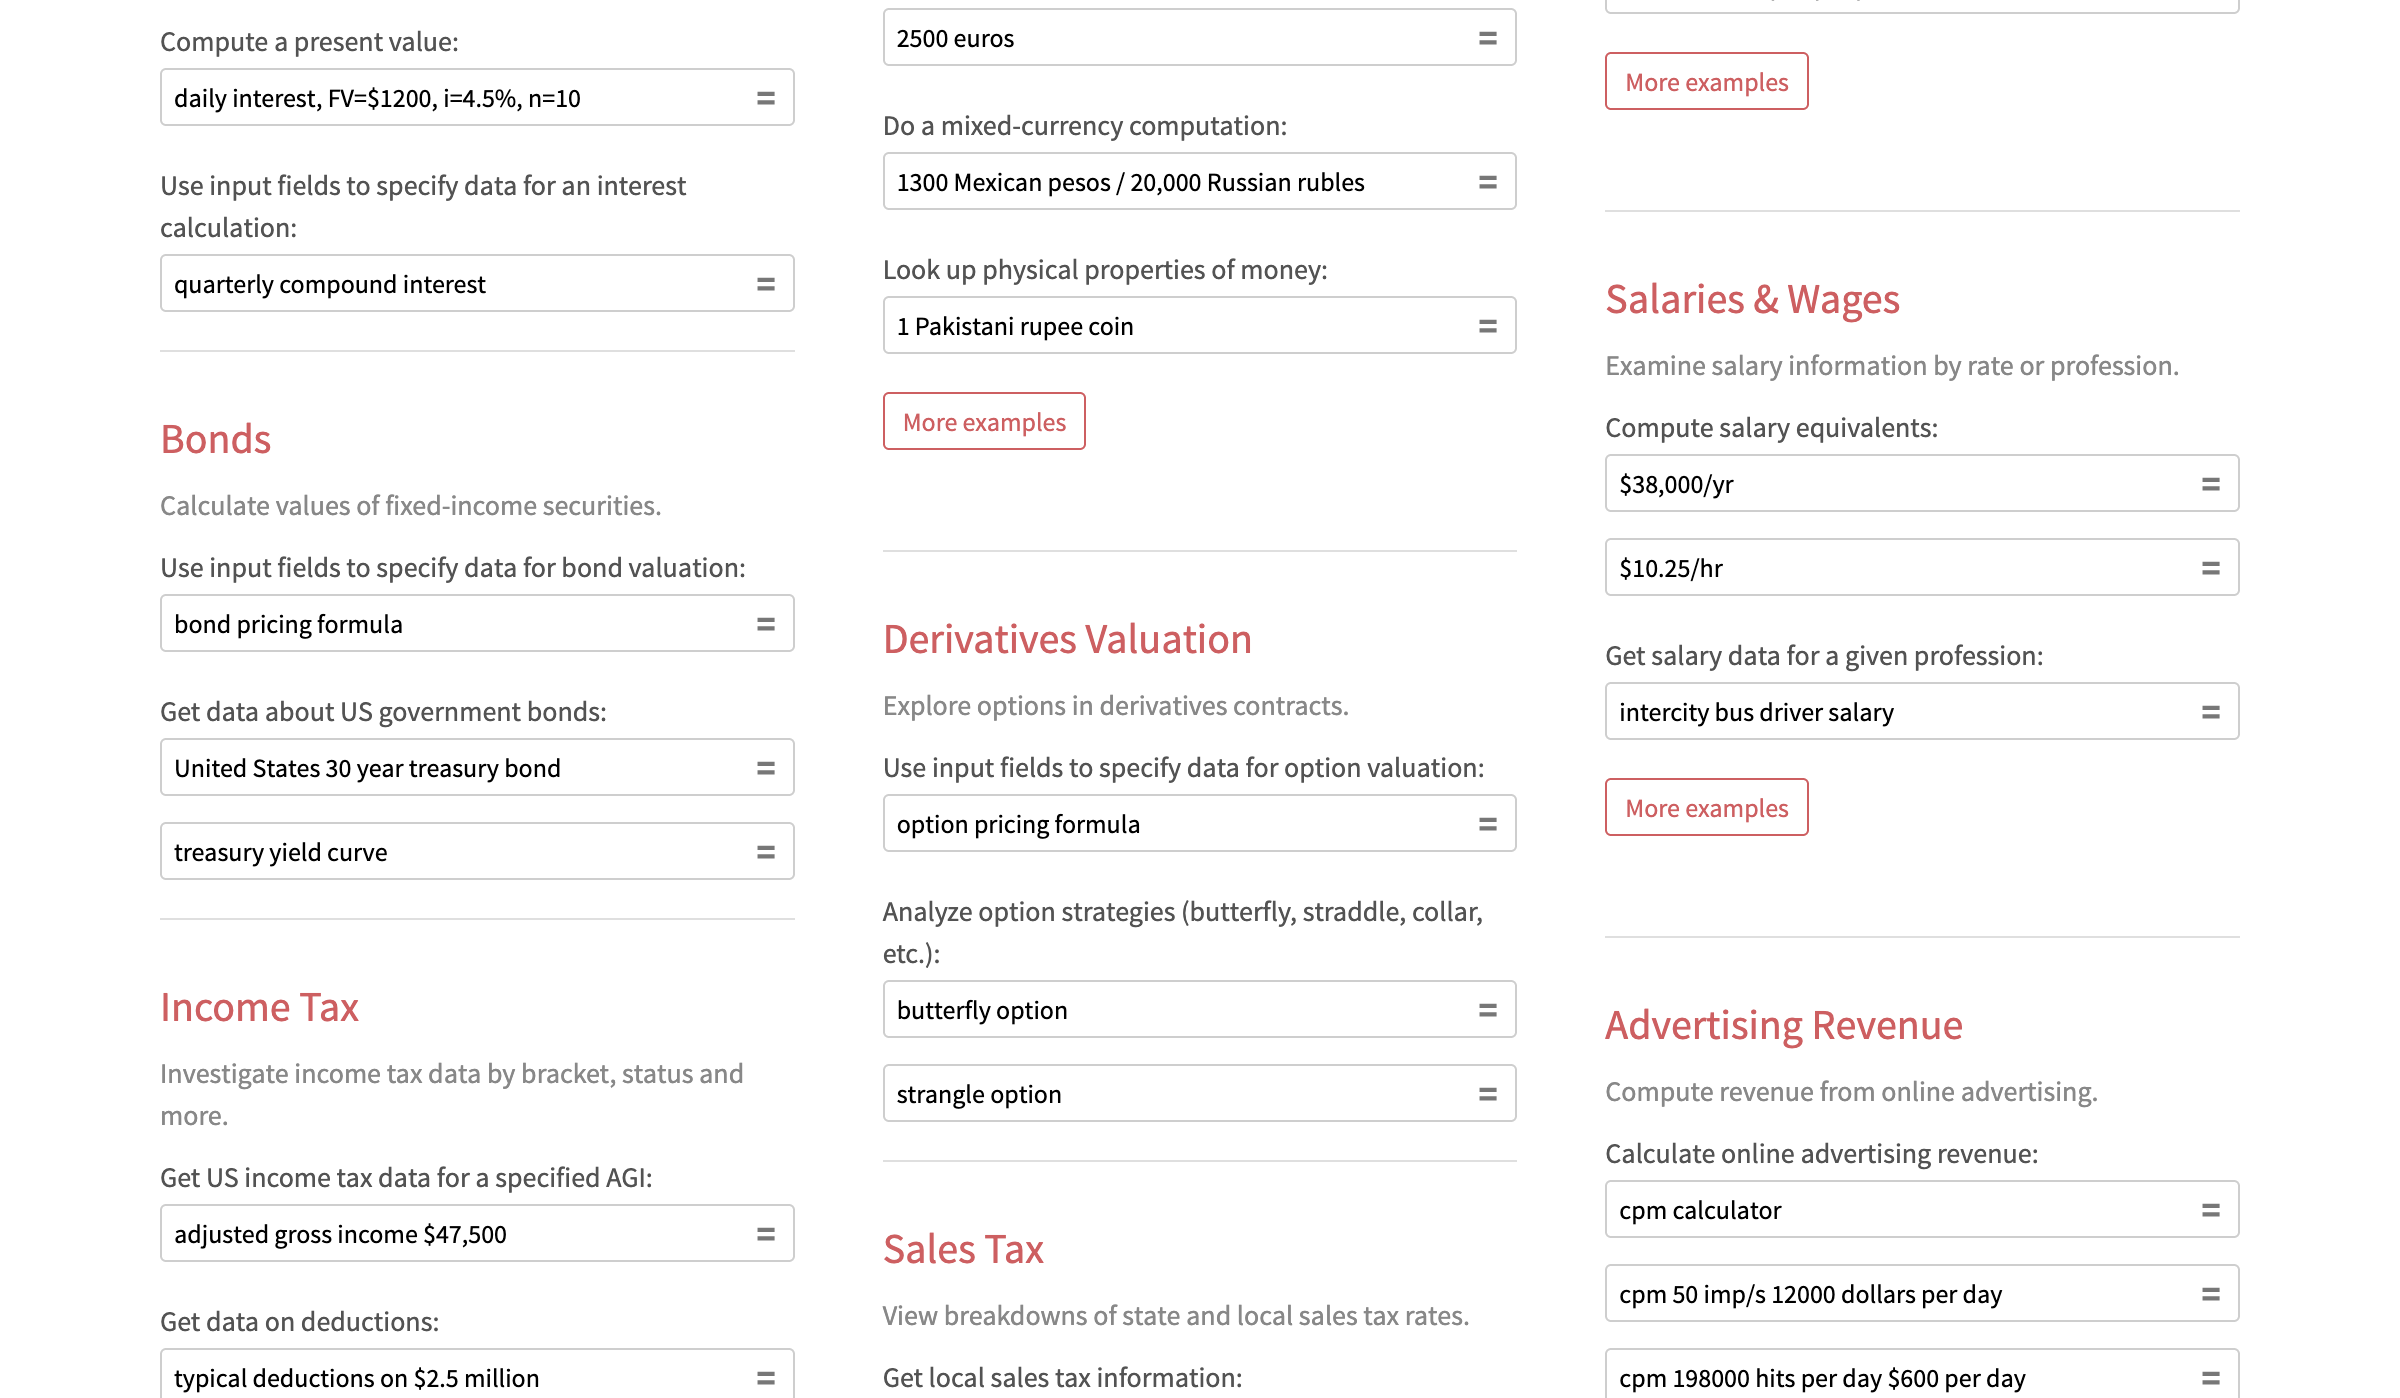 Compute a present value:
daily interest, FV=$1200, i=4.5%, n=10 =
Use input fields to specify data for an interest
calculation:
quarterly compound interest =
Bonds
Calculate values of fixed-income securities.
Use input fields to specify data for bond valuation:
bond pricing formula =
Get data about US government bonds:
United States 30 year treasury bond =
treasury yield curve =
Income Tax
Investigate income tax data by bracket, status and
more.
Get US income tax data for a specified AGI:
adjusted gross income $47,500 =
Get data on deductions:
typical deductions on $2.5 million =
2500 euros =
Do a mixed-currency computation:
1300 Mexican pesos / 20,000 Russian rubles =
Look up physical properties of money:
1 Pakistani rupee coin =
More examples
Derivatives Valuation
Explore options in derivatives contracts.
Use input fields to specify data for option valuation:
option pricing formula =
Analyze option strategies (butterfly, straddle, collar,
etc.):
butterfly option =
strangle option =
Sales Tax
View breakdowns of state and local sales tax rates.
Get local sales tax information:
More examples
Salaries & Wages
Examine salary information by rate or profession.
Compute salary equivalents:
$38,000/yr =
$10.25/hr =
Get salary data for a given profession:
intercity bus driver salary =
More examples
Advertising Revenue
Compute revenue from online advertising.
Calculate online advertising revenue:
cpm calculator =
cpm 50 imp/s 12000 dollars per day =
cpm 198000 hits per day $600 per day =